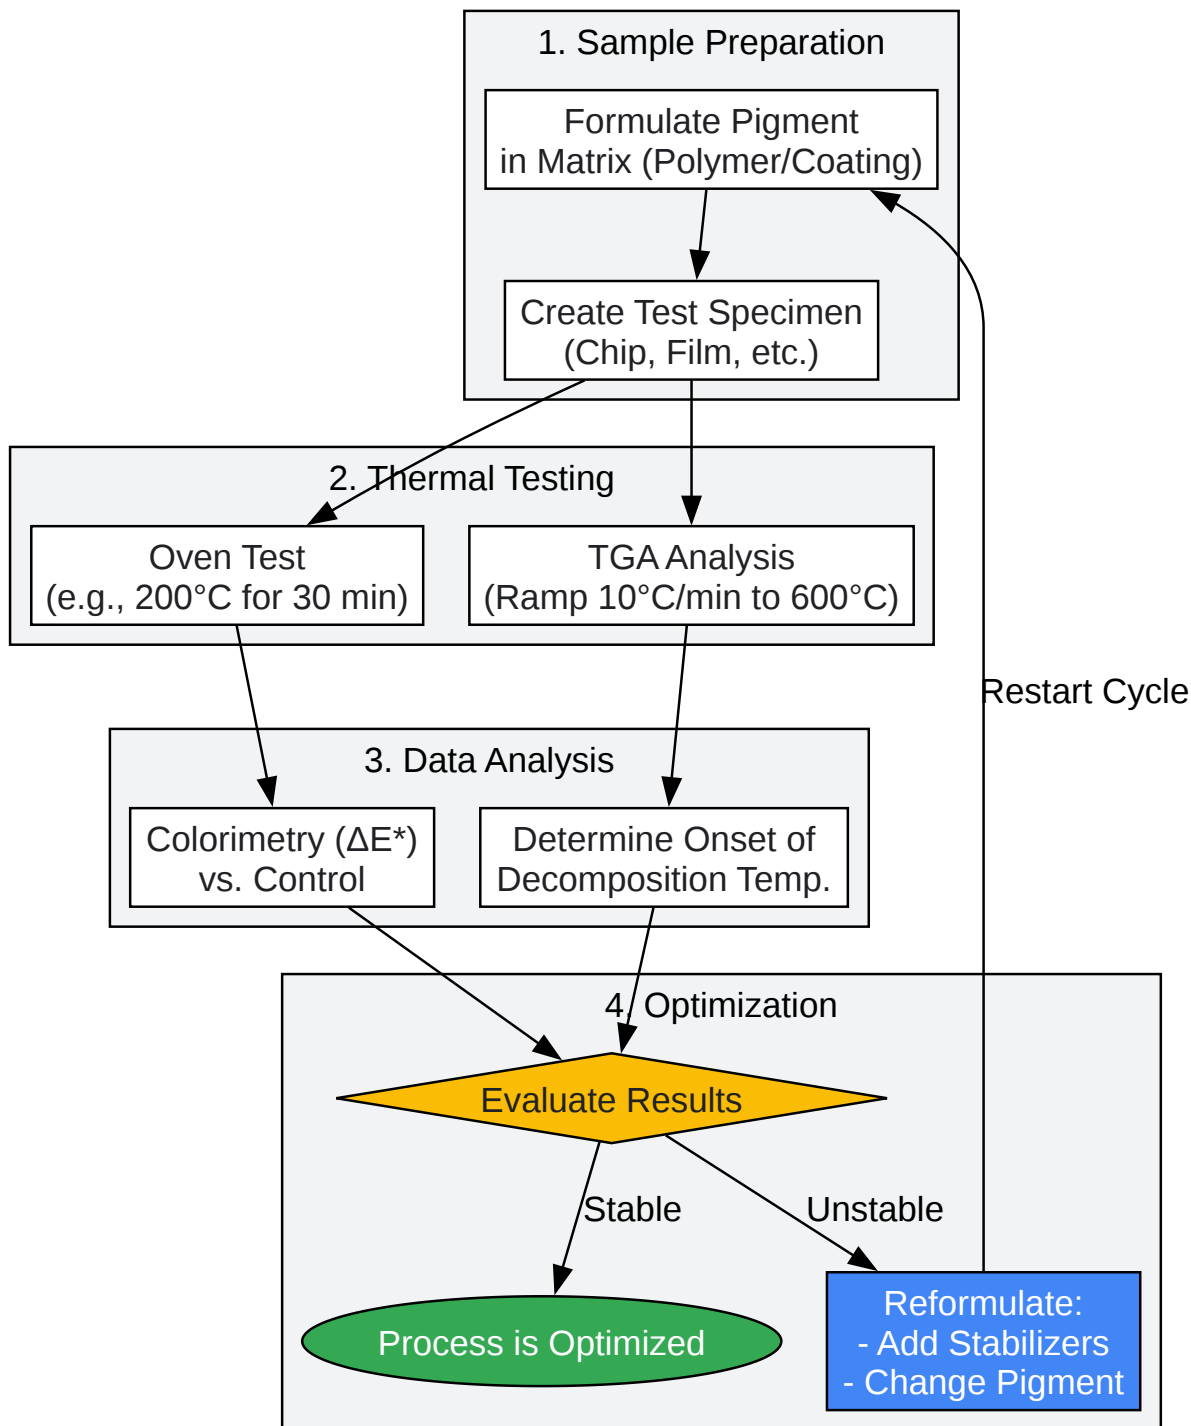 1. Sample Preparation
Formulate Pigment
in Matrix (Polymer/Coating)
Create Test Specimen
(Chip, Film, etc.)
2. Thermal Testing
Oven Test
(e.g., 200°C for 30 min)
TGA Analysis
(Ramp 10°C/min to 600°C)
Restart Cycle
3. Data Analysis
Colorimetry (ΔE*)
vs. Control
Determine Onset of
Decomposition Temp.
4. Optimization
Evaluate Results
Stable
Unstable
Process is Optimized
Reformulate:
- Add Stabilizers
- Change Pigment